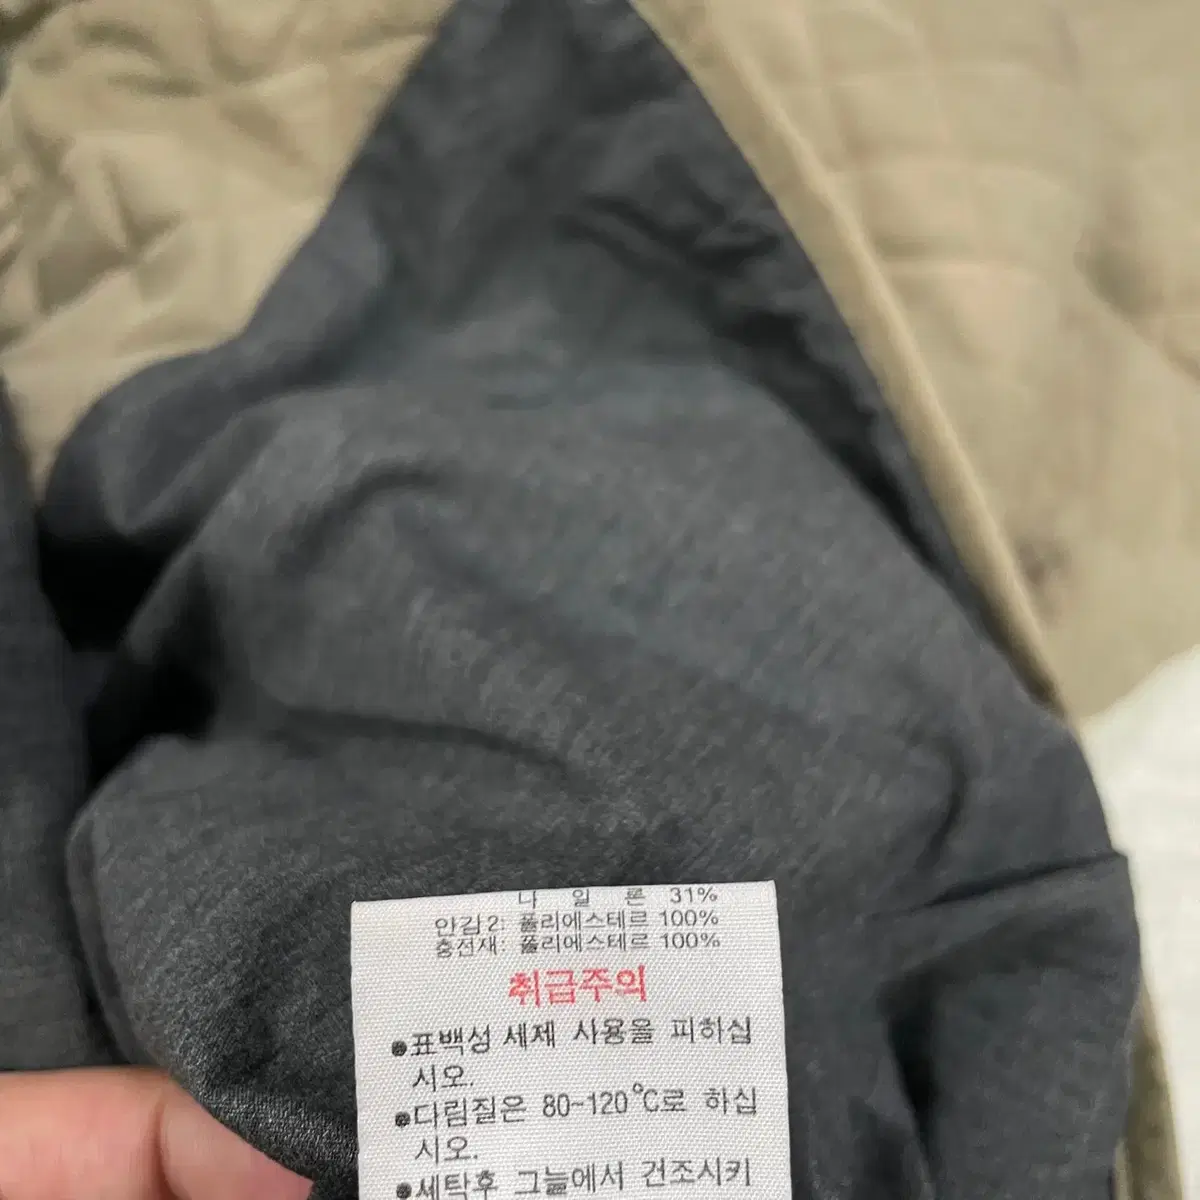 나 일 론 31%
안감2: 폴리에스테르 100%
충전재: 폴리에스테르 100%
취급주의
●표백성 세제 사용을 피하십
시오.
●다림질은 80~120℃로 하십
시오.
●세탁후 그늘에서 건조시키